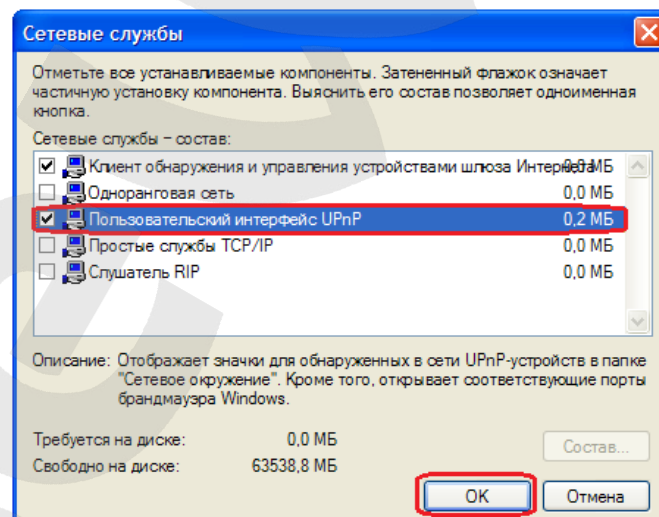 Сетевые службы
Отметьте все устанавливаемые компоненты. Затененный флажок означает
частичную установку компонента. Выяснить его состав позволяет одноименная
кнопка.
Сетевые службы – состав:
Клиент обнаружения и управления устройствами шлюза Интернета 0,0 МБ
Одноранговая сеть 0,0 МБ
Пользовательский интерфейс UPnP 0,2 МБ
Простые службы TCP/IP 0,0 МБ
Слушатель RIP 0,0 МБ
Описание: Отображает значки для обнаруженных в сети UPnP-устройств в папке
"Сетевое окружение". Кроме того, открывает соответствующие порты
брандмауэра Windows.
Требуется на диске: 0,0 МБ
Состав...
Свободно на диске: 63538,8 МБ
OK Отмена